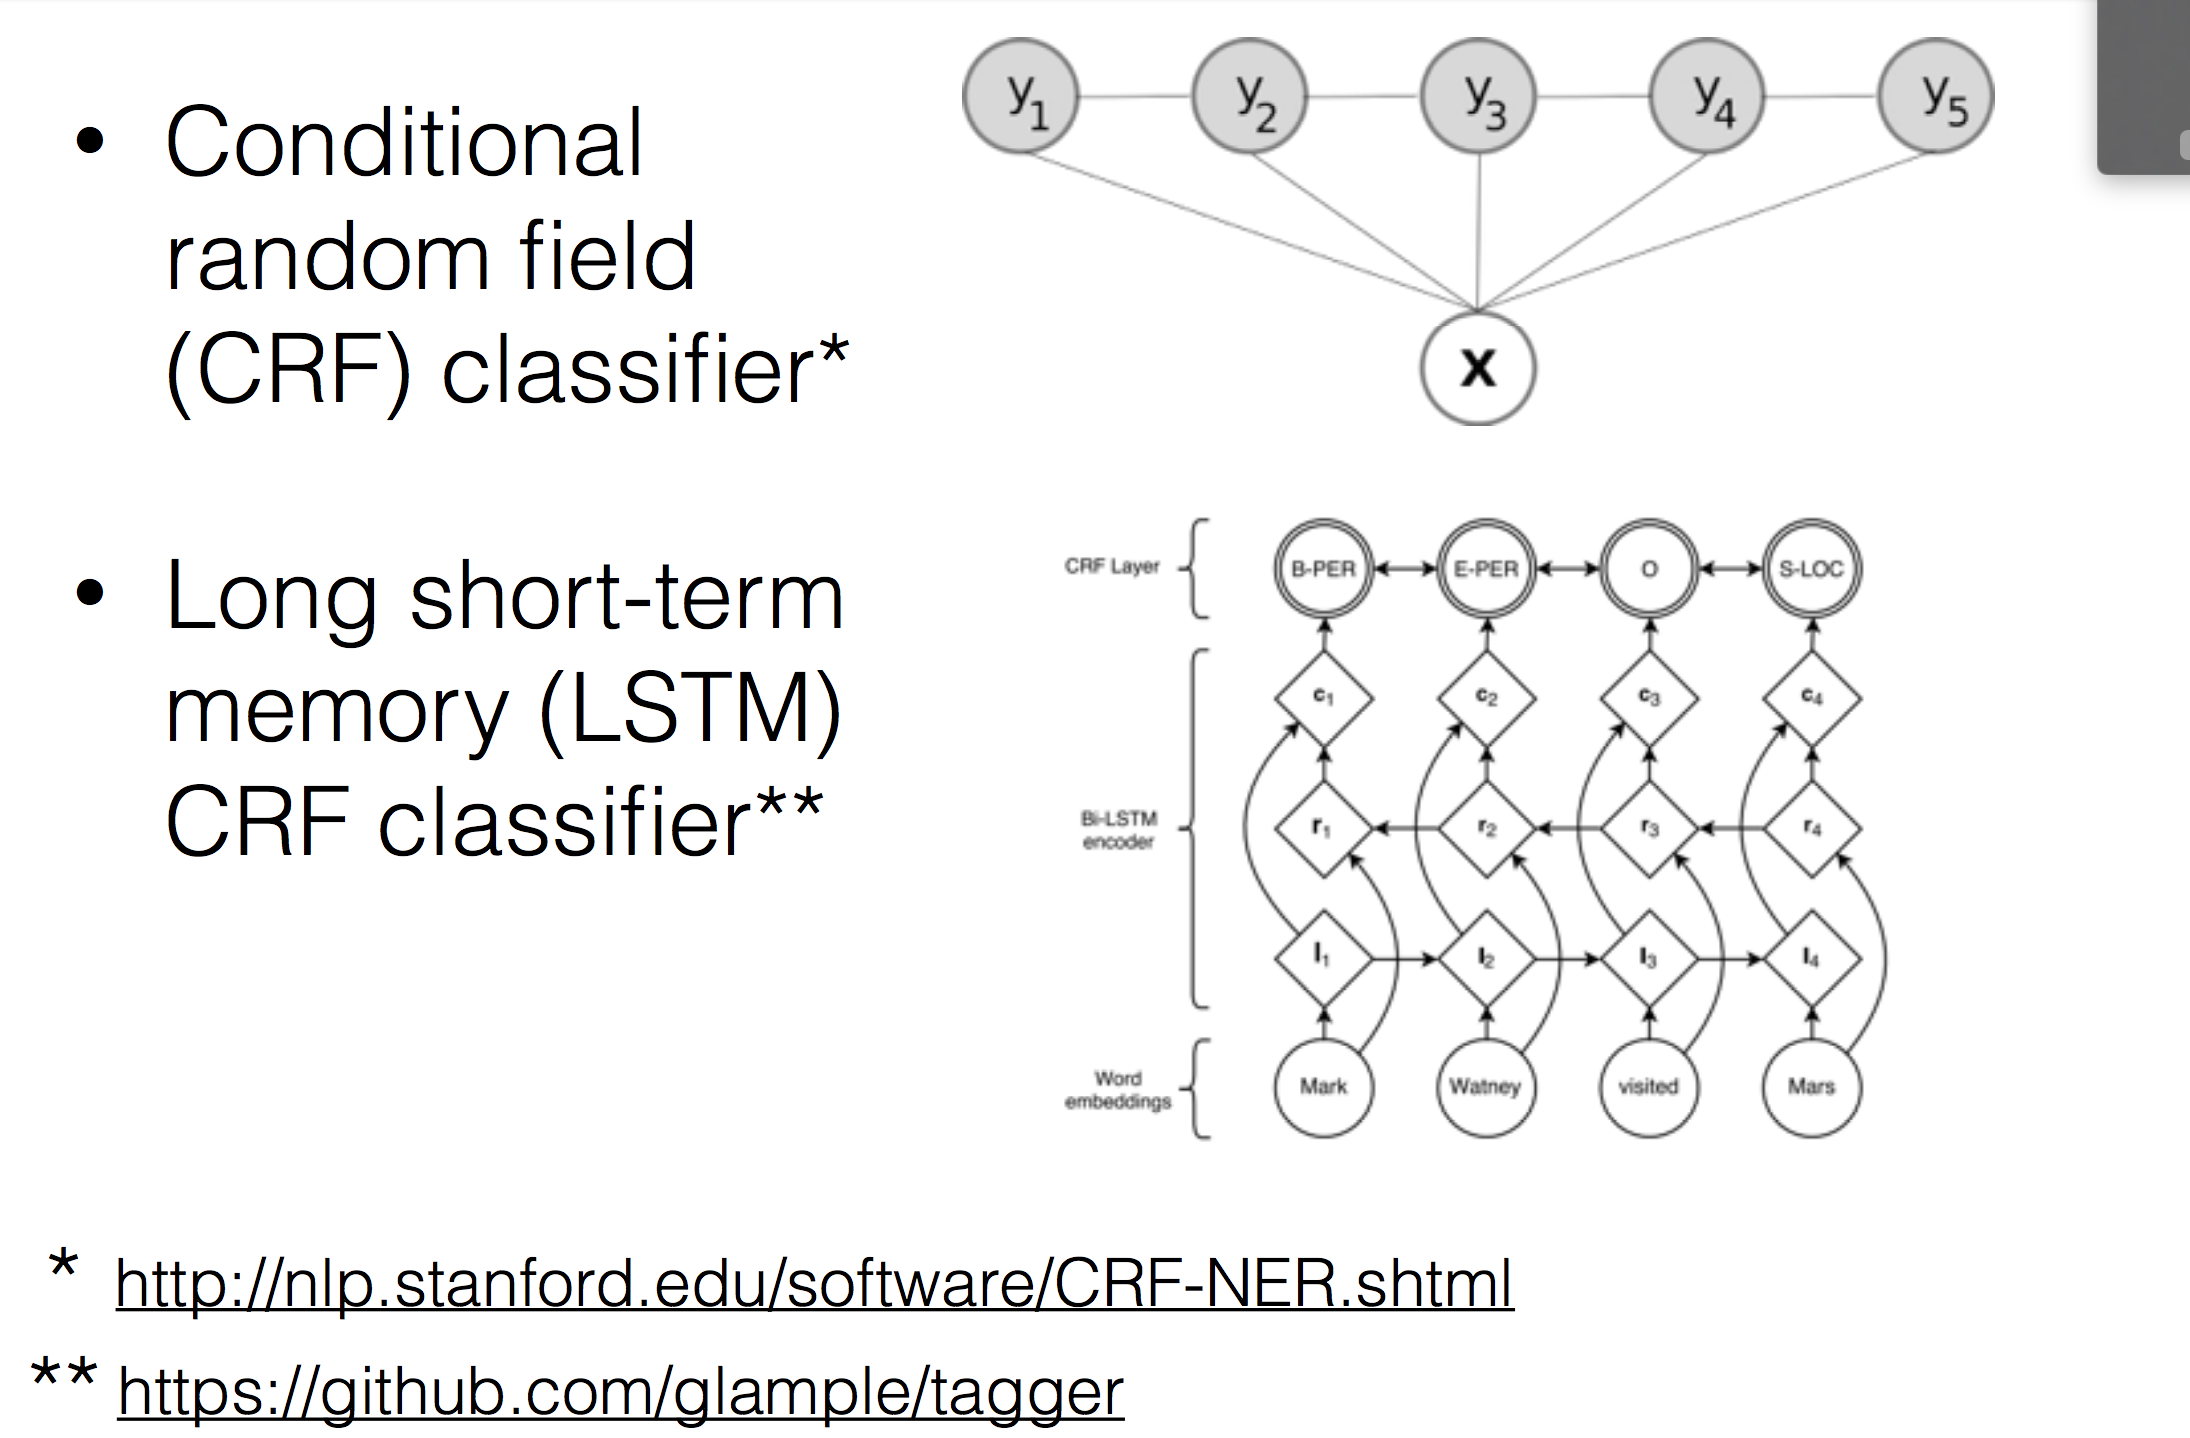 • Conditional
random field
(CRF) classifier*
y1 y2 y3 y4 y5
X
• Long short-term
memory (LSTM)
CRF classifier**
CRF Layer B-PER E-PER O S-LOC
c1 c2 c3 c4
Bi-LSTM
encoder
r1 r2 r3 r4
l1 l2 l3 l4
Word
embeddings
Mark Watney visited Mars
* http://nlp.stanford.edu/software/CRF-NER.shtml
** https://github.com/glample/tagger